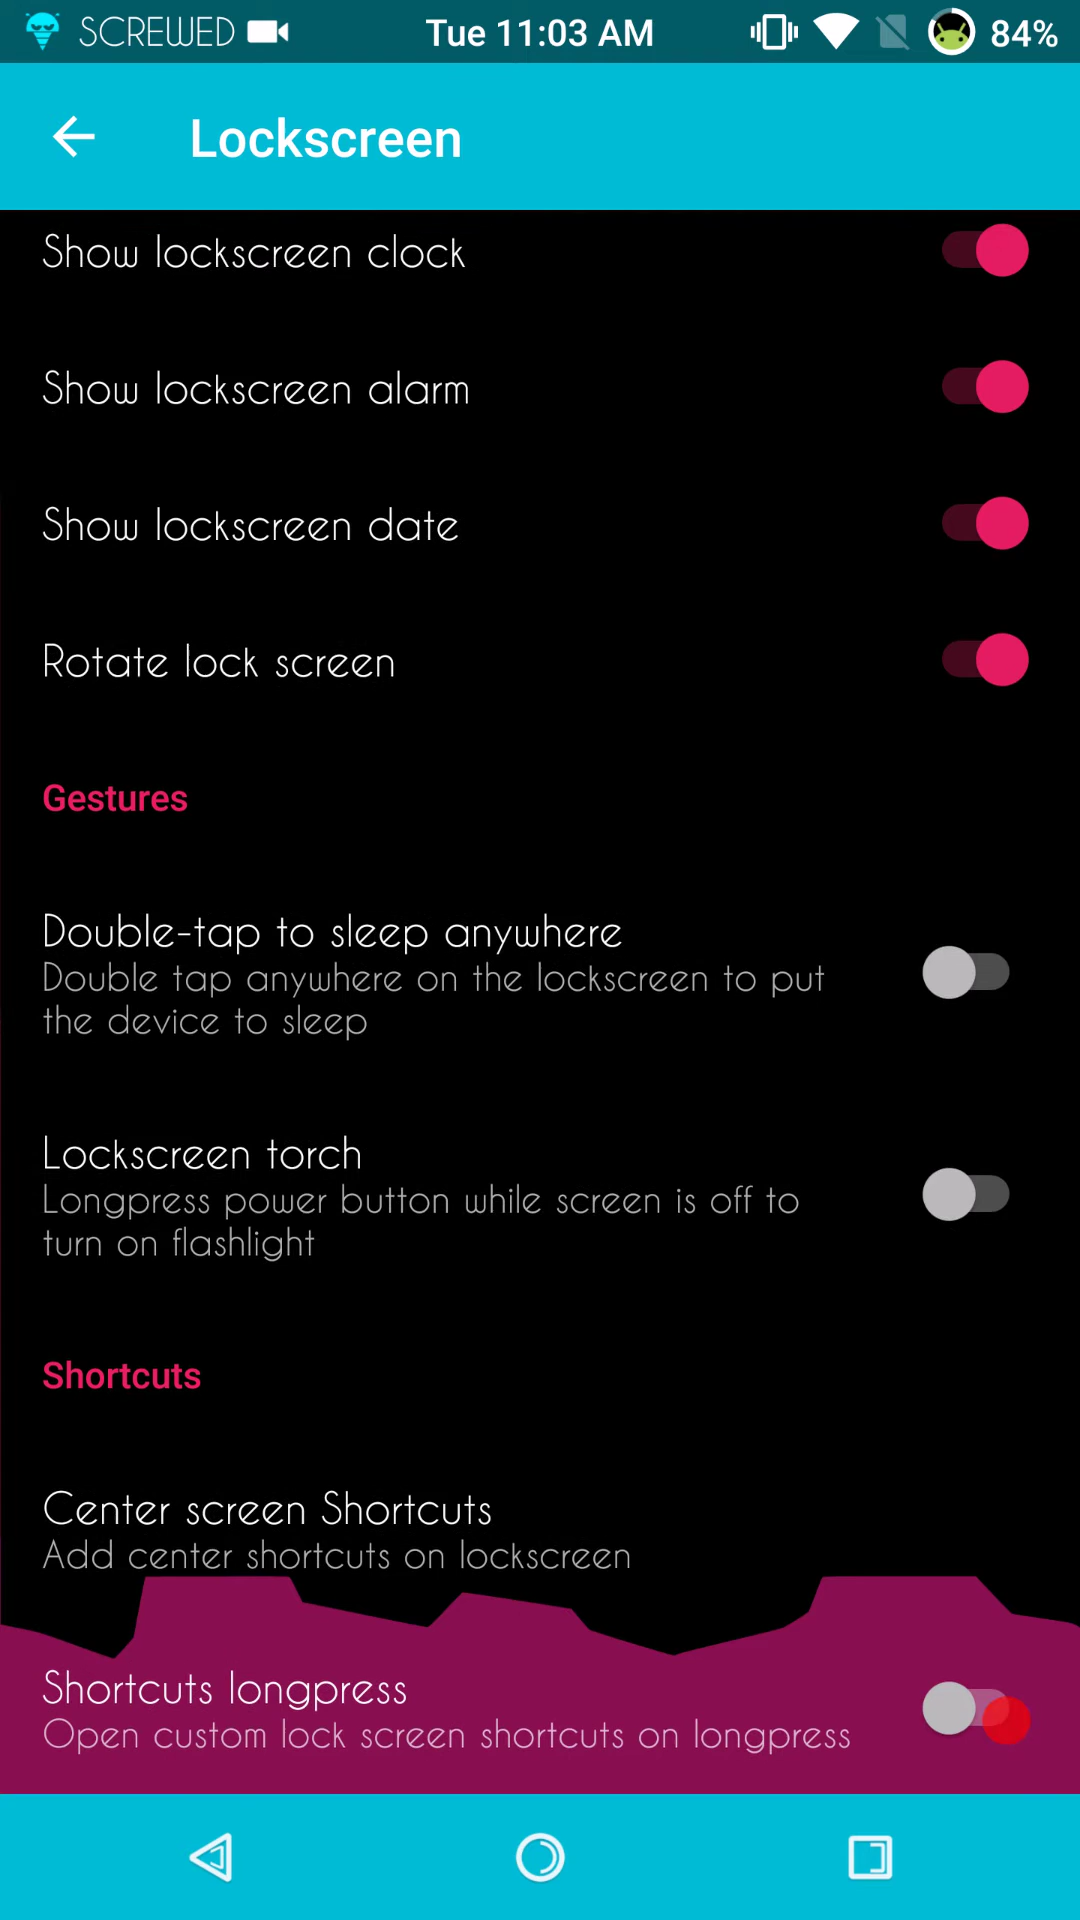 SCREWED Tue 11:03 AM 84%
Lockscreen
Show lockscreen clock
Show lockscreen alarm
Show lockscreen date
Rotate lock screen
Gestures
Double-tap to sleep anywhere
Double tap anywhere on the lockscreen to put
the device to sleep
Lockscreen torch
Longpress power button while screen is off to
turn on flashlight
Shortcuts
Center screen Shortcuts
Add center shortcuts on lockscreen
Shortcuts longpress
Open custom lock screen shortcuts on longpress